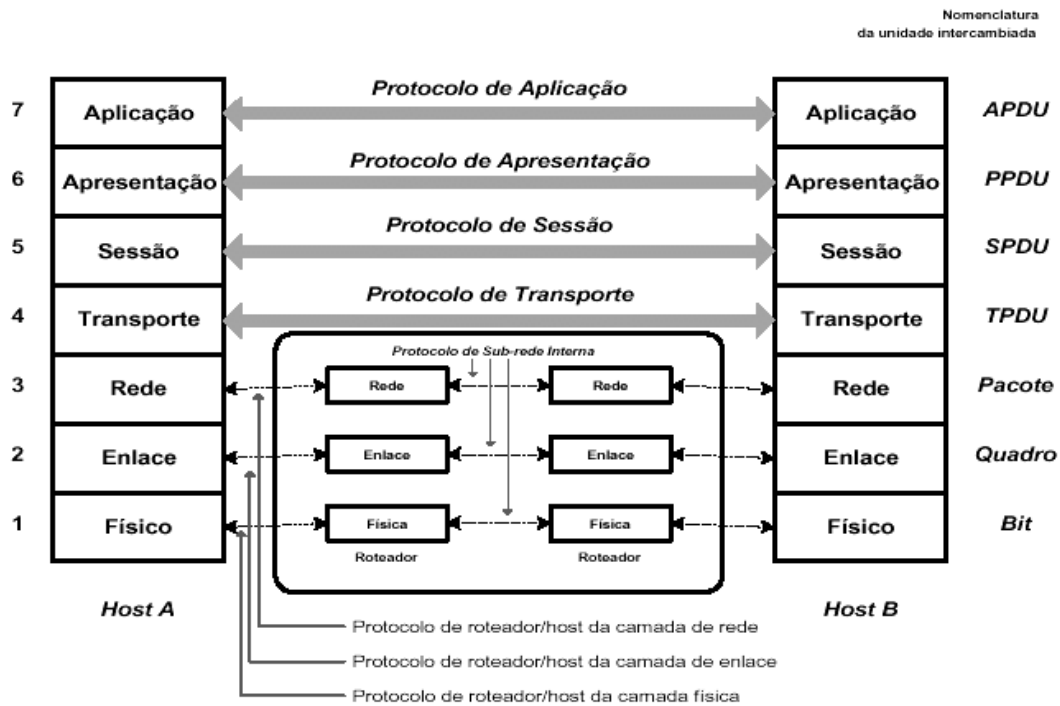 Nomenclatura
da unidade intercambiada
7 Aplicação Protocolo de Aplicação Aplicação APDU
6 Apresentação Protocolo de Apresentação Apresentação PPDU
5 Sessão Protocolo de Sessão Sessão SPDU
4 Transporte Protocolo de Transporte Transporte TPDU
Protocolo de Sub-rede Interna
3 Rede Rede Rede Rede Pacote
2 Enlace Enlace Enlace Enlace Quadro
1 Físico Física Física Físico Bit
Roteador Roteador
Host A Host B
Protocolo de roteador/host da camada de rede
Protocolo de roteador/host da camada de enlace
Protocolo de roteador/host da camada física